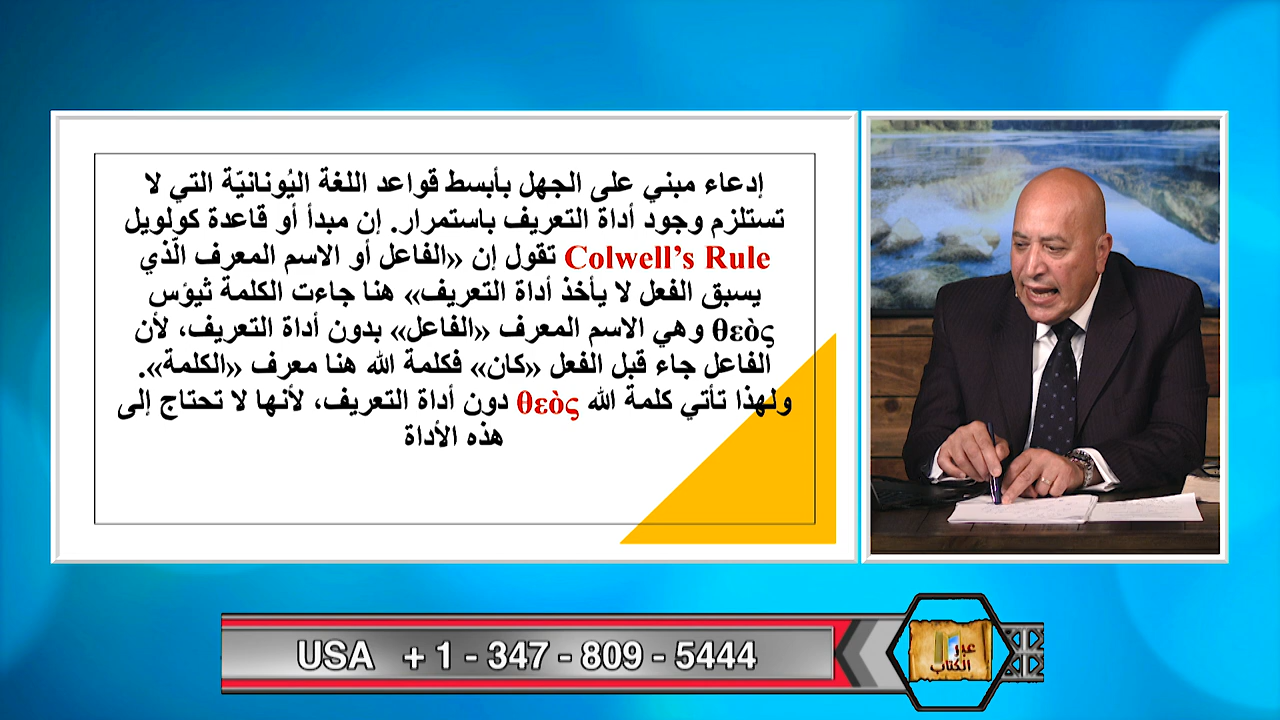 إدعاء مبني على الجهل بأبسط قواعد اللغة اليُونانيّة التي لا
تستلزم وجود أداة التعريف باستمرار. إن مبدأ أو قاعدة كولويل
Colwell's Rule تقول إن «الفاعل أو الاسم المعرف الّذي
يسبق الفعل لا يأخذ أداة التعريف» هنا جاءت الكلمة ثيؤس
θεὸς وهي الاسم المعرف «الفاعل» بدون أداة التعريف، لأن
الفاعل جاء قبل الفعل «كان» فكلمة الله هنا معرف «الكلمة».
ولهذا تأتي كلمة الله θεὸς دون أداة التعريف، لأنها لا تحتاج إلى
هذه الأداة
USA + 1 - 347 - 809 - 5444
عبر
الكتاب